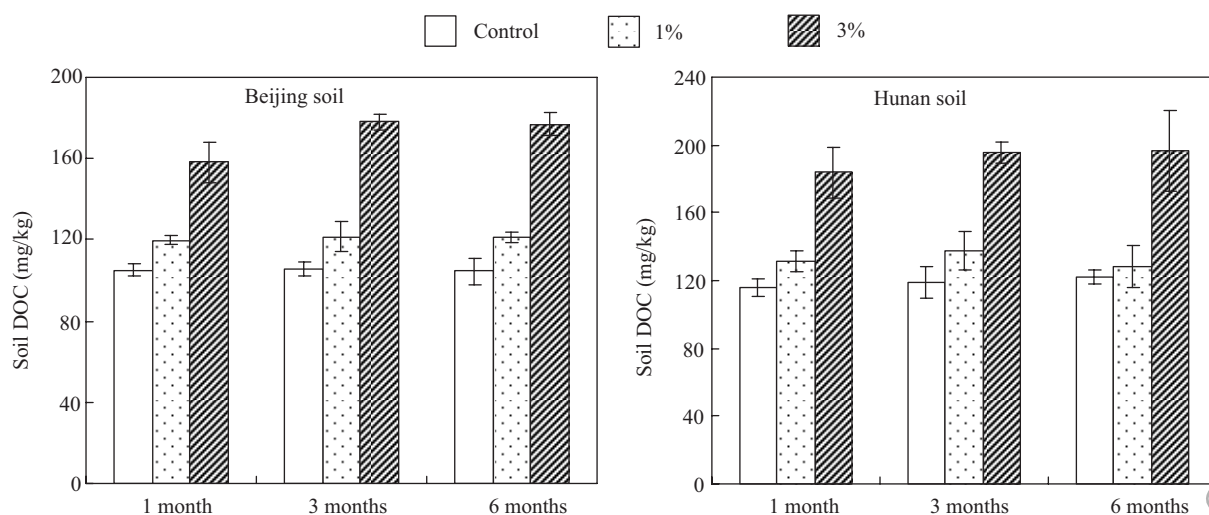 Control
1%
3%
Beijing soil
Soil DOC (mg/kg)
200
160
120
80
40
0
1 month
3 months
6 months
Hunan soil
Soil DOC (mg/kg)
240
200
160
120
80
40
0
1 month
3 months
6 months